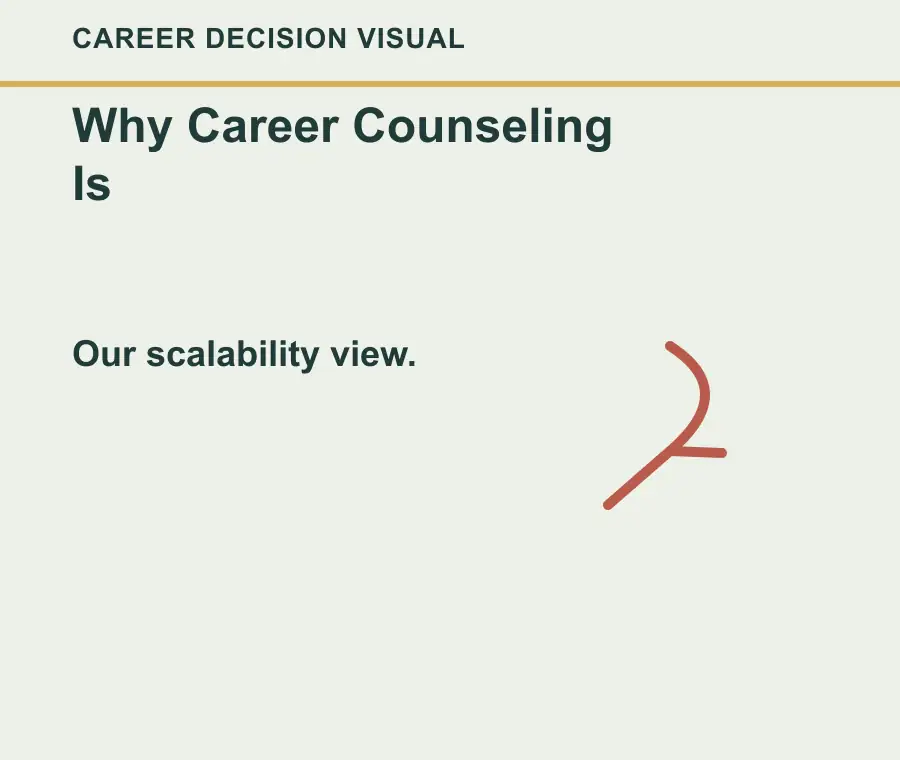 CAREER DECISION VISUAL
Why Career Counseling
Is
Our scalability view.